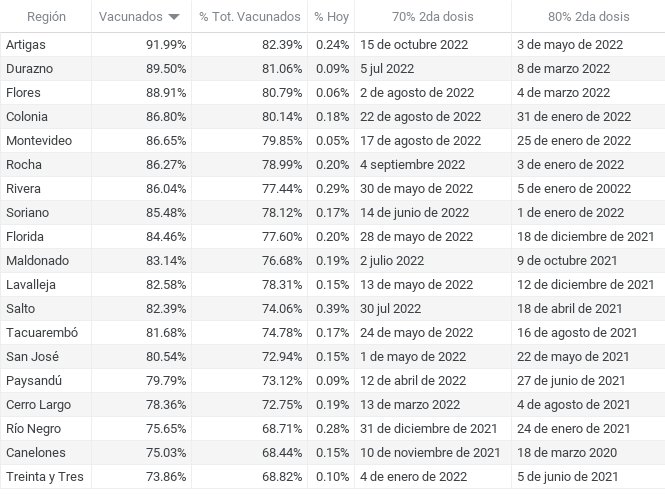 Región Vacunados % Tot. Vacunados % Hoy 70% 2da dosis 80% 2da dosis
Artigas 91.99% 82.39% 0.24% 15 de octubre 2022 3 de mayo de 2022
Durazno 89.50% 81.06% 0.09% 5 jul 2022 8 de marzo 2022
Flores 88.91% 80.79% 0.06% 2 de agosto de 2022 4 de marzo 2022
Colonia 86.80% 80.14% 0.18% 22 de agosto de 2022 31 de enero de 2022
Montevideo 86.65% 79.85% 0.05% 17 de agosto de 2022 25 de enero de 2022
Rocha 86.27% 78.99% 0.20% 4 septiembre 2022 3 de enero de 2022
Rivera 86.04% 77.44% 0.29% 30 de mayo de 2022 5 de enero de 20022
Soriano 85.48% 78.12% 0.17% 14 de junio de 2022 1 de enero de 2022
Florida 84.46% 77.60% 0.20% 28 de mayo de 2022 18 de diciembre de 2021
Maldonado 83.14% 76.68% 0.19% 2 julio 2022 9 de octubre 2021
Lavalleja 82.58% 78.31% 0.15% 13 de mayo de 2022 12 de diciembre de 2021
Salto 82.39% 74.06% 0.39% 30 jul 2022 18 de abril de 2021
Tacuarembó 81.68% 74.78% 0.17% 24 de mayo de 2022 16 de agosto de 2021
San José 80.54% 72.94% 0.15% 1 de mayo de 2022 22 de mayo de 2021
Paysandú 79.79% 73.12% 0.09% 12 de abril de 2022 27 de junio de 2021
Cerro Largo 78.36% 72.75% 0.19% 13 de marzo 2022 4 de agosto de 2021
Río Negro 75.65% 68.71% 0.28% 31 de diciembre de 2021 24 de enero de 2021
Canelones 75.03% 68.44% 0.15% 10 de noviembre de 2021 18 de marzo 2020
Treinta y Tres 73.86% 68.82% 0.10% 4 de enero de 2022 5 de junio de 2021